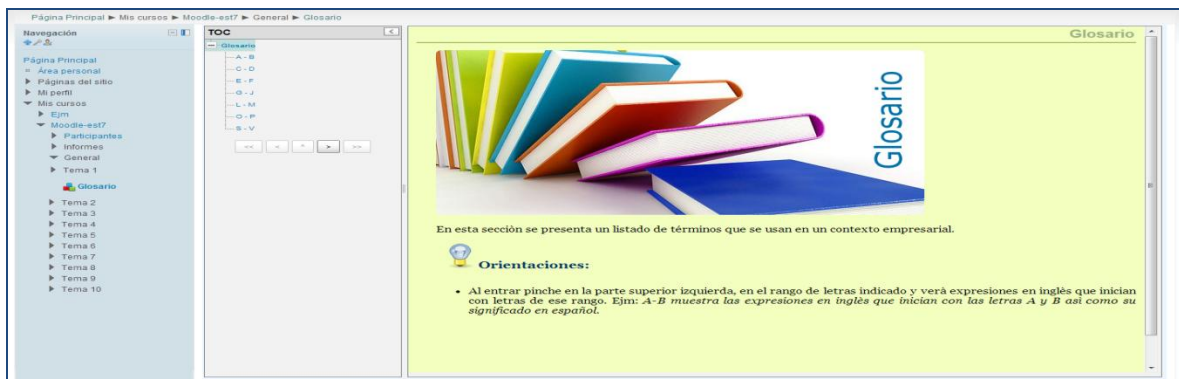 Página Principal ► Mis cursos ► Moodle-est7 ► General ► Glosario
Navegación
Página Principal
Área personal
Páginas del sitio
Mi perfil
Mis cursos
Ejm
Moodle-est7
Participantes
Informes
General
Tema 1
Glosario
Tema 2
Tema 3
Tema 4
Tema 5
Tema 6
Tema 7
Tema 8
Tema 9
Tema 10
TOC
Glosario
A - B
C - D
E - F
G - J
L - M
O - P
S - V
<< < ^ > >>
Glosario
Glosario
En esta sección se presenta un listado de términos que se usan en un contexto empresarial.
Orientaciones:
• Al entrar pinche en la parte superior izquierda, en el rango de letras indicado y verá expresiones en inglés que inician
con letras de ese rango. Ejm: A-B muestra las expresiones en inglés que inician con las letras A y B así como su
significado en español.